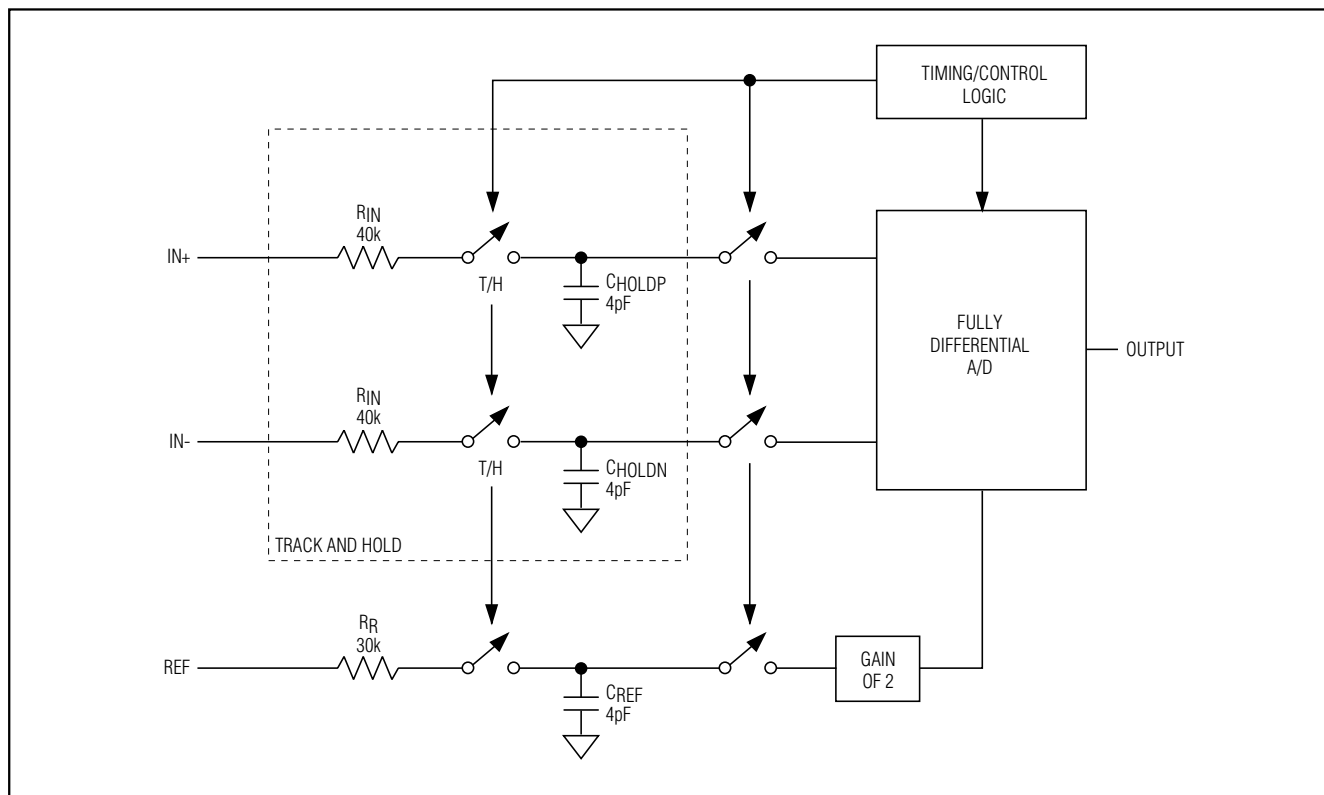 TIMING/CONTROL
LOGIC
RIN
40k
IN+
T/H
CHOLDP
4pF
FULLY
DIFFERENTIAL
A/D
OUTPUT
RIN
40k
IN-
T/H
CHOLDN
4pF
TRACK AND HOLD
RR
30k
REF
CREF
4pF
GAIN
OF 2